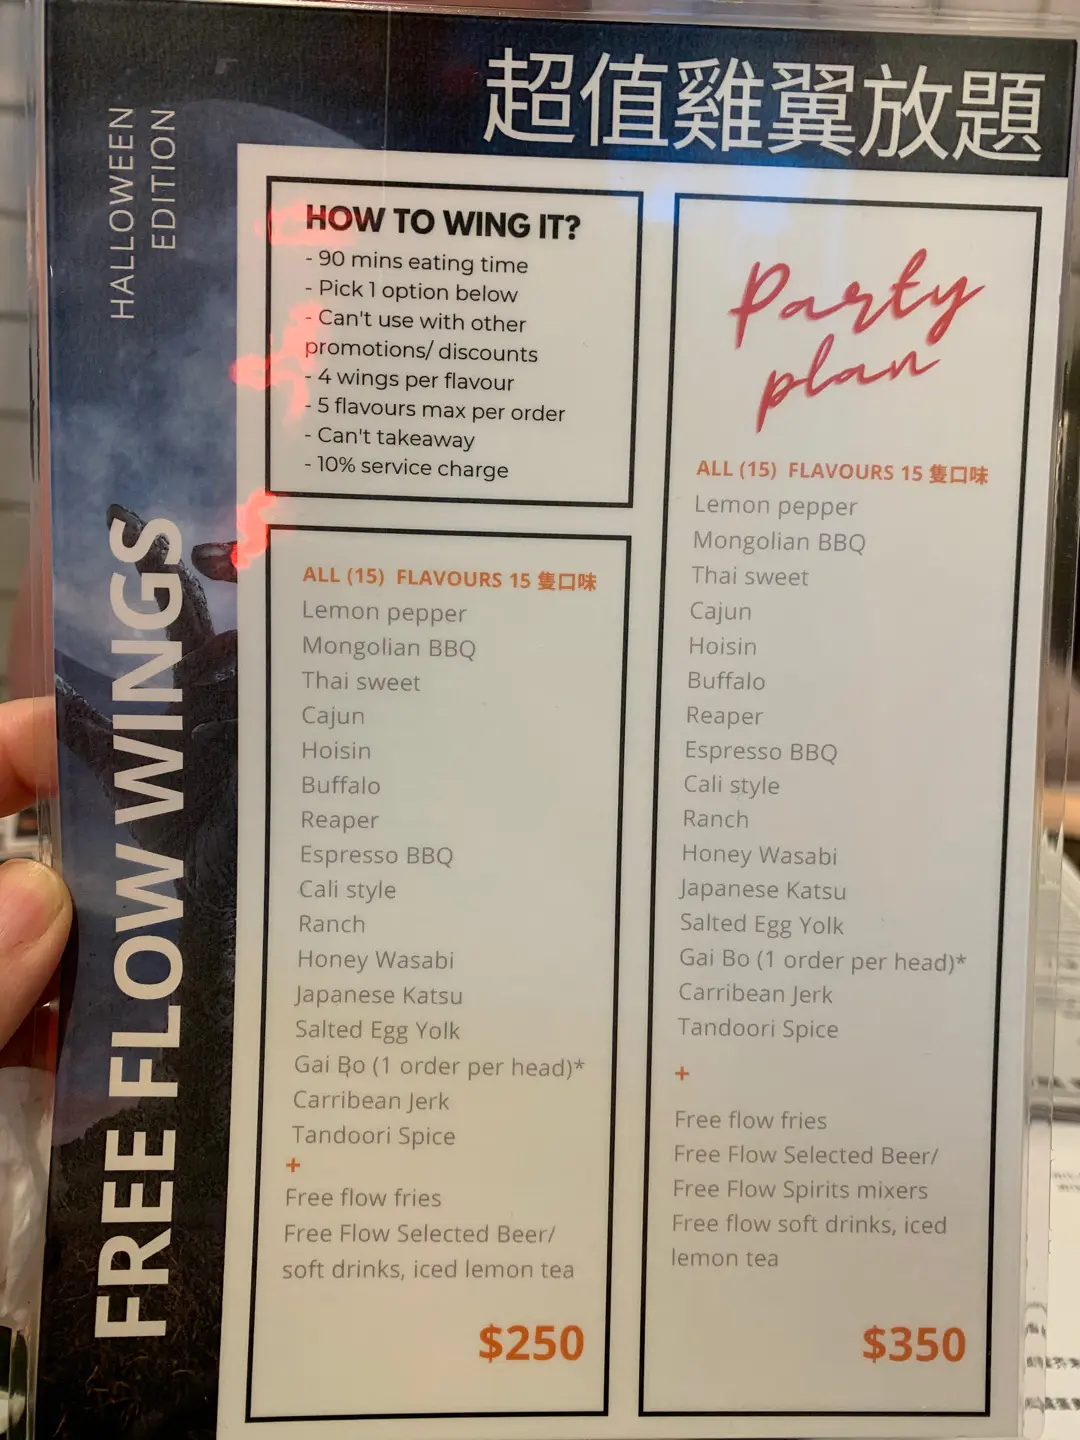 超值雞翼放題
HALLOWEEN
EDITION
FREE FLOW WINGS
HOW TO WING IT?
- 90 mins eating time
- Pick 1 option below
- Can't use with other
promotions/ discounts
- 4 wings per flavour
- 5 flavours max per order
- Can't takeaway
- 10% service charge
ALL (15) FLAVOURS 15 隻口味
Lemon pepper
Mongolian BBQ
Thai sweet
Cajun
Hoisin
Buffalo
Reaper
Espresso BBQ
Cali style
Ranch
Honey Wasabi
Japanese Katsu
Salted Egg Yolk
Gai Bo (1 order per head)*
Carribean Jerk
Tandoori Spice
+
Free flow fries
Free Flow Selected Beer/
soft drinks, iced lemon tea
$250
Party
plan
ALL (15) FLAVOURS 15 隻口味
Lemon pepper
Mongolian BBQ
Thai sweet
Cajun
Hoisin
Buffalo
Reaper
Espresso BBQ
Cali style
Ranch
Honey Wasabi
Japanese Katsu
Salted Egg Yolk
Gai Bo (1 order per head)*
Carribean Jerk
Tandoori Spice
+
Free flow fries
Free Flow Selected Beer/
Free Flow Spirits mixers
Free flow soft drinks, iced
lemon tea
$350